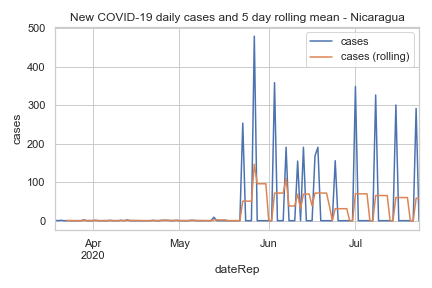 New COVID-19 daily cases and 5 day rolling mean - Nicaragua
500
400
300
200
100
0
cases
cases
cases (rolling)
Apr
2020
May
Jun
Jul
dateRep